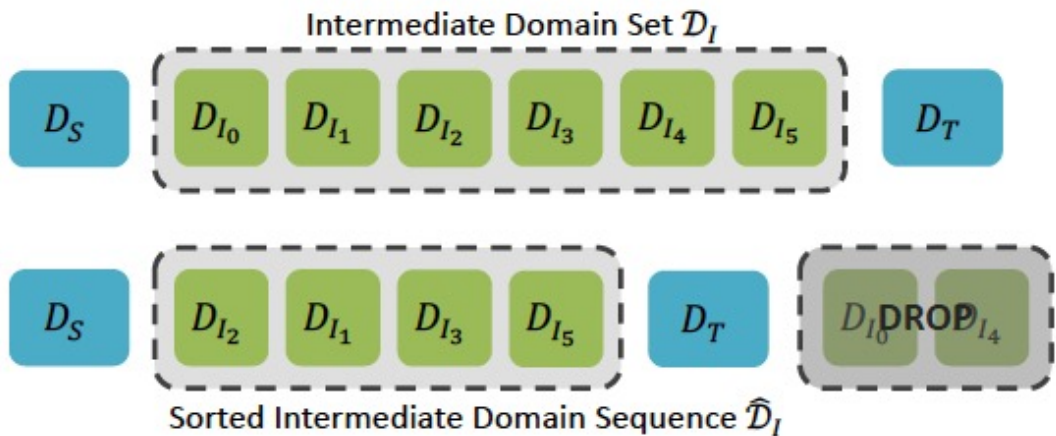 Intermediate Domain Set 𝒟_I
D_S D_{I_0} D_{I_1} D_{I_2} D_{I_3} D_{I_4} D_{I_5} D_T
D_S D_{I_2} D_{I_1} D_{I_3} D_{I_5} D_T D_{I_0} DROP D_{I_4}
Sorted Intermediate Domain Sequence 𝒟̂_I